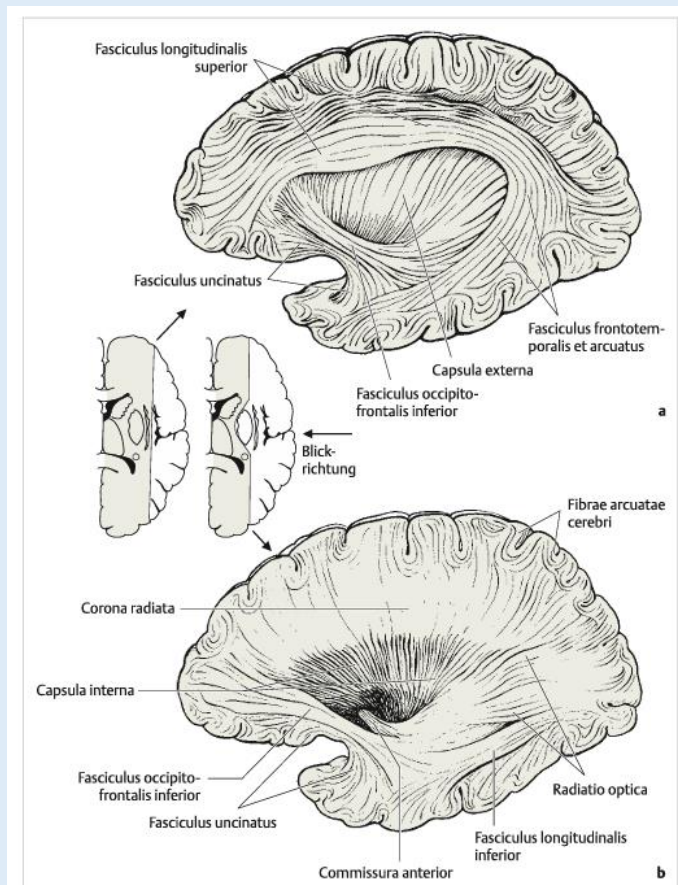 Fasciculus longitudinalis
superior
Fasciculus uncinatus
Fasciculus frontotem-
poralis et arcuatus
Capsula externa
Fasciculus occipito-
frontalis inferior
a
Blick-
richtung
Fibrae arcuatae
cerebri
Corona radiata
Capsula interna
Fasciculus occipito-
frontalis inferior
Radiatio optica
Fasciculus uncinatus
Fasciculus longitudinalis
inferior
Commissura anterior
b